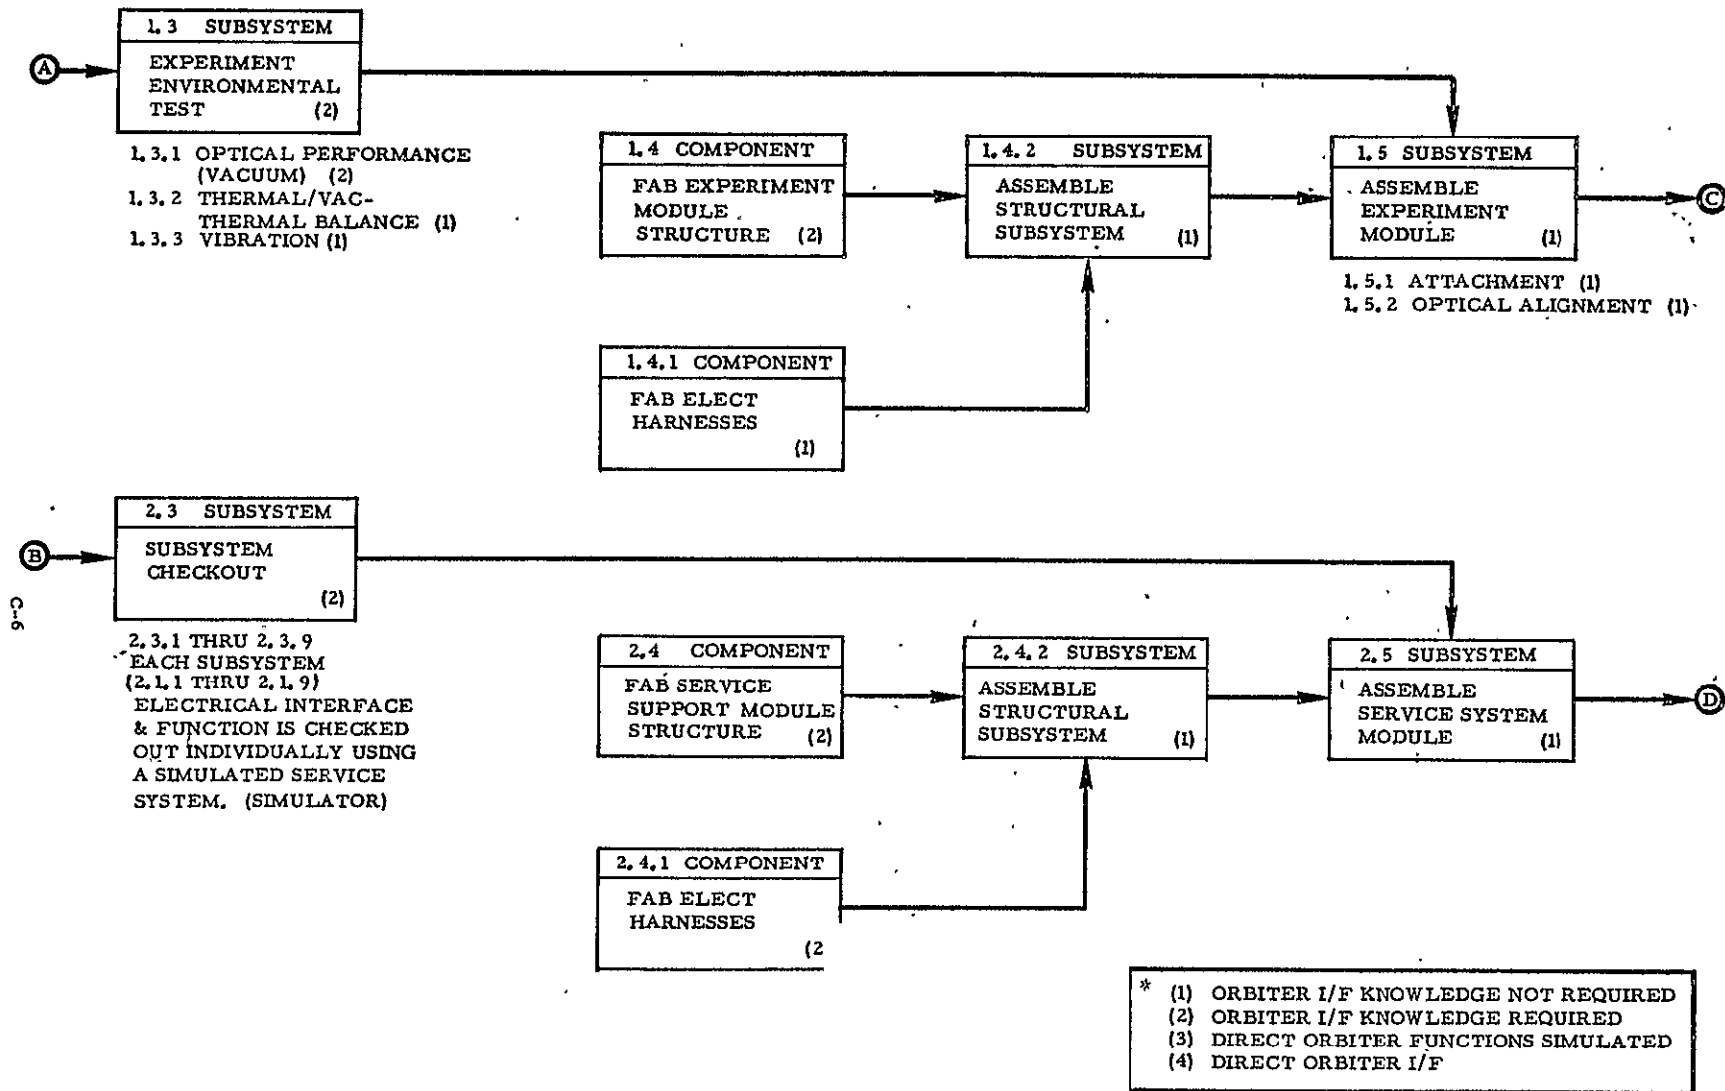 A
1.3 SUBSYSTEM
EXPERIMENT
ENVIRONMENTAL
TEST (2)
1.3.1 OPTICAL PERFORMANCE
(VACUUM) (2)
1.3.2 THERMAL/VAC-
THERMAL BALANCE (1)
1.3.3 VIBRATION (1)
1.4 COMPONENT
FAB EXPERIMENT
MODULE
STRUCTURE (2)
1.4.2 SUBSYSTEM
ASSEMBLE
STRUCTURAL
SUBSYSTEM (1)
1.5 SUBSYSTEM
ASSEMBLE
EXPERIMENT
MODULE (1)
C
1.5.1 ATTACHMENT (1)
1.5.2 OPTICAL ALIGNMENT (1)
1.4.1 COMPONENT
FAB ELECT
HARNESSES
(1)
B
2.3 SUBSYSTEM
SUBSYSTEM
CHECKOUT
(2)
2.3.1 THRU 2.3.9
EACH SUBSYSTEM
(2.1.1 THRU 2.1.9)
ELECTRICAL INTERFACE
& FUNCTION IS CHECKED
OUT INDIVIDUALLY USING
A SIMULATED SERVICE
SYSTEM. (SIMULATOR)
2.4 COMPONENT
FAB SERVICE
SUPPORT MODULE
STRUCTURE (2)
2.4.2 SUBSYSTEM
ASSEMBLE
STRUCTURAL
SUBSYSTEM (1)
2.5 SUBSYSTEM
ASSEMBLE
SERVICE SYSTEM
MODULE (1)
D
2.4.1 COMPONENT
FAB ELECT
HARNESSES
(2
* (1) ORBITER I/F KNOWLEDGE NOT REQUIRED
(2) ORBITER I/F KNOWLEDGE REQUIRED
(3) DIRECT ORBITER FUNCTIONS SIMULATED
(4) DIRECT ORBITER I/F
C-6